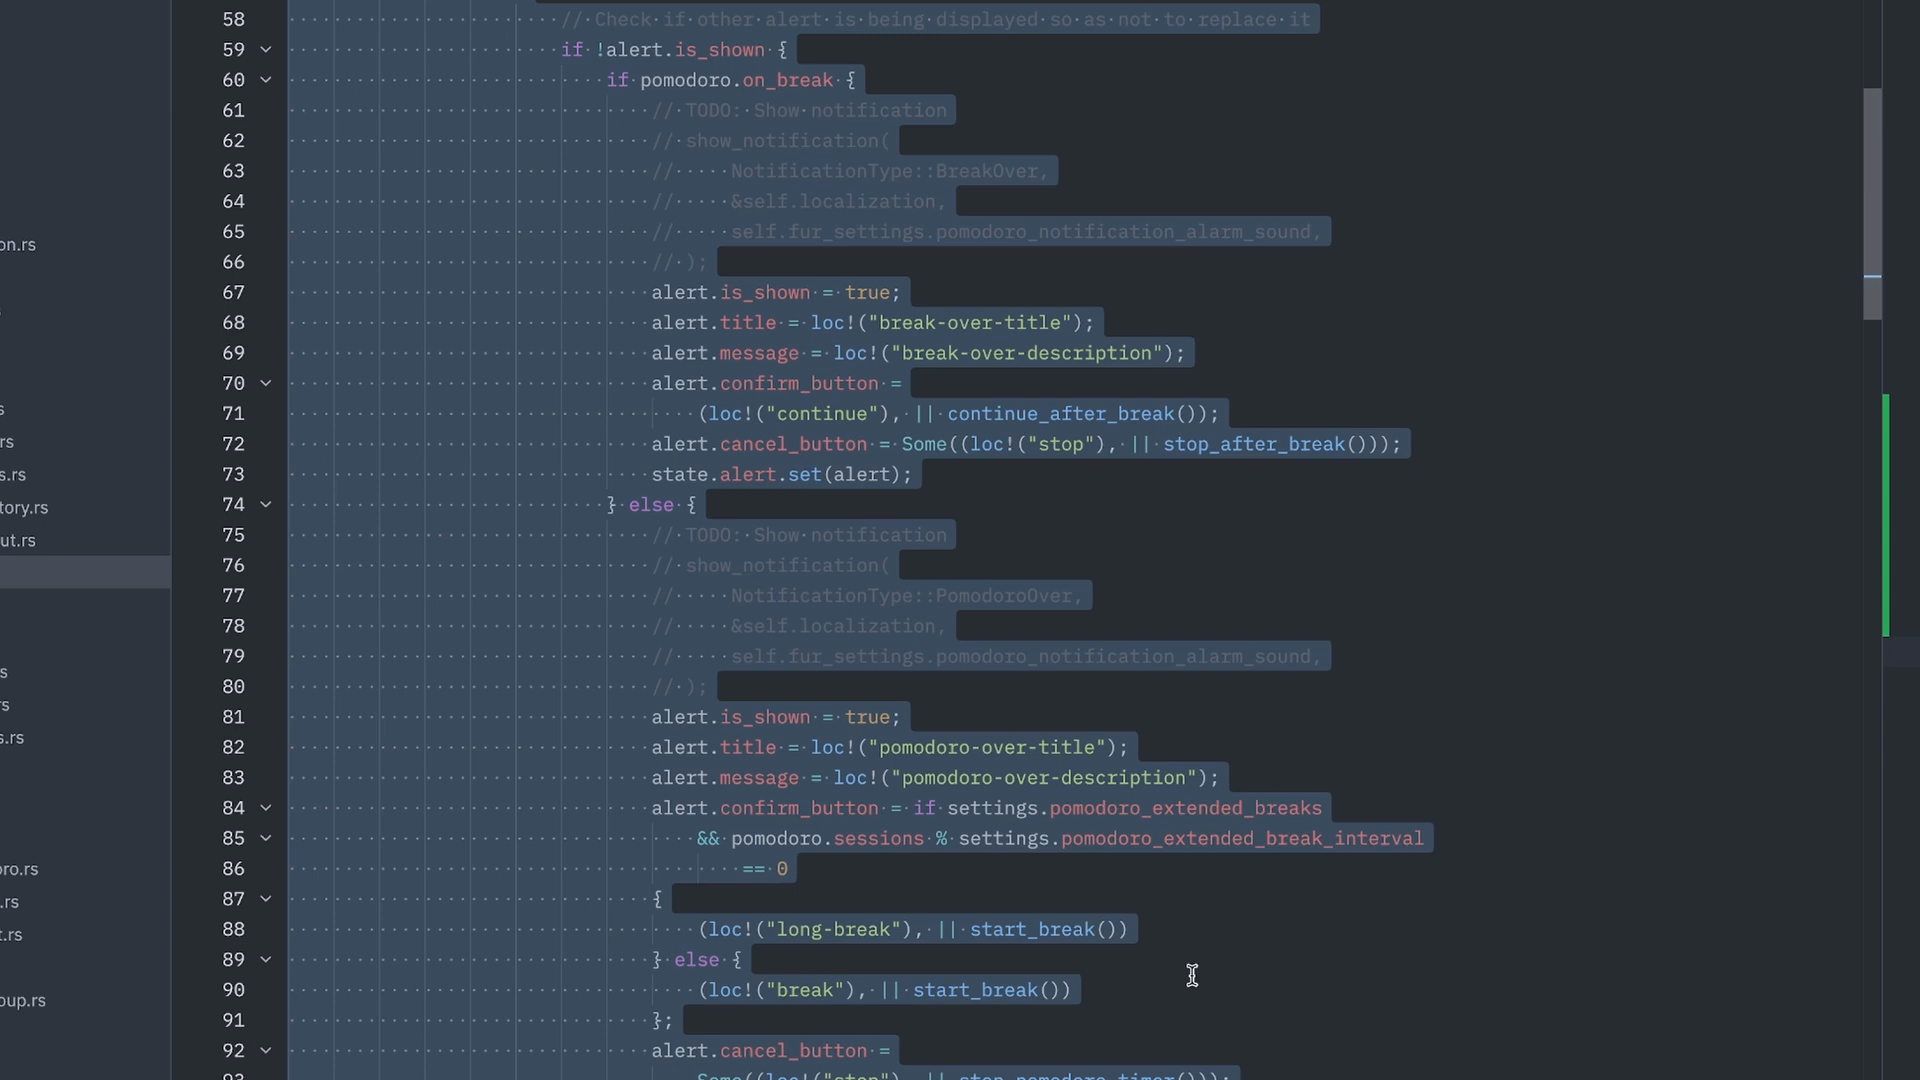 58 // Check if other alert is being displayed so as not to replace it
59 if !alert.is_shown {
60 if pomodoro.on_break {
61 // TODO: Show notification
62 // show_notification(
63 // NotificationType::BreakOver,
64 // &self.localization,
65 // self.fur_settings.pomodoro_notification_alarm_sound,
66 // );
67 alert.is_shown = true;
68 alert.title = loc!("break-over-title");
69 alert.message = loc!("break-over-description");
70 alert.confirm_button =
71 (loc!("continue"), || continue_after_break());
72 alert.cancel_button = Some((loc!("stop"), || stop_after_break()));
73 state.alert.set(alert);
74 } else {
75 // TODO: Show notification
76 // show_notification(
77 // NotificationType::PomodoroOver,
78 // &self.localization,
79 // self.fur_settings.pomodoro_notification_alarm_sound,
80 // );
81 alert.is_shown = true;
82 alert.title = loc!("pomodoro-over-title");
83 alert.message = loc!("pomodoro-over-description");
84 alert.confirm_button = if settings.pomodoro_extended_breaks
85 && pomodoro.sessions % settings.pomodoro_extended_break_interval
86 == 0
87 {
88 (loc!("long-break"), || start_break())
89 } else {
90 (loc!("break"), || start_break())
91 };
92 alert.cancel_button =
93 Some((loc!("stop"), || stop_pomodoro_timer()));
on.rs
s
rs
s.rs
tory.rs
ut.rs
s
rs
s.rs
oro.rs
.rs
t.rs
oup.rs